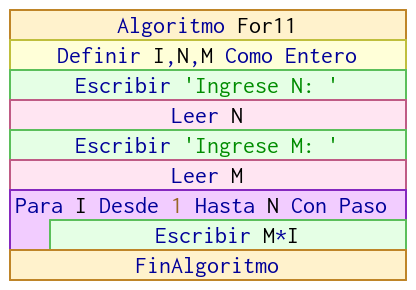 Algoritmo For11
Definir I,N,M Como Entero
Escribir 'Ingrese N: '
Leer N
Escribir 'Ingrese M: '
Leer M
Para I Desde 1 Hasta N Con Paso
Escribir M*I
FinAlgoritmo